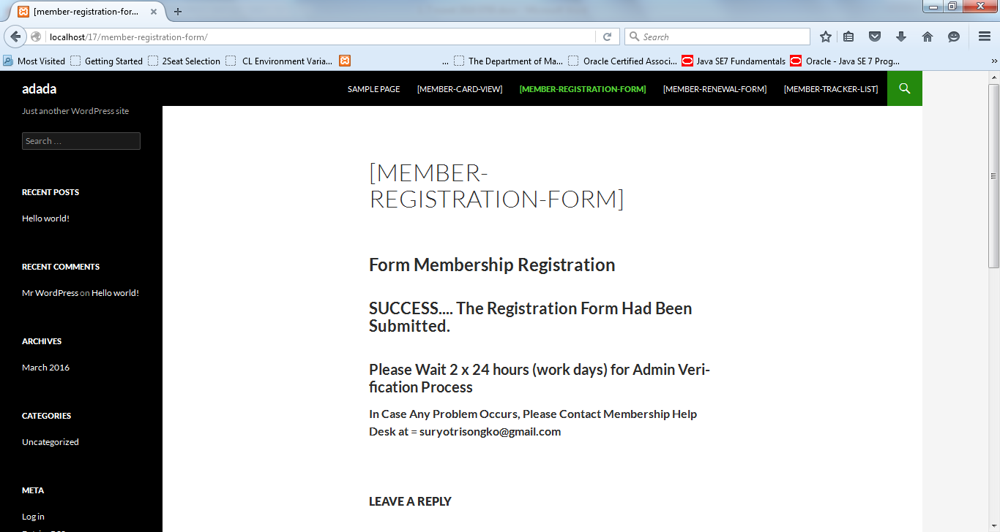 [member-registration-for...
localhost/17/member-registration-form/
Search
Most Visited
Getting Started
2Seat Selection
CL Environment Varia...
...
The Department of Ma...
Oracle Certified Associ...
Java SE7 Fundamentals
Oracle - Java SE 7 Prog...
»
adada
SAMPLE PAGE
[MEMBER-CARD-VIEW]
[MEMBER-REGISTRATION-FORM]
[MEMBER-RENEWAL-FORM]
[MEMBER-TRACKER-LIST]
Just another WordPress site
Search ...
RECENT POSTS
Hello world!
RECENT COMMENTS
Mr WordPress on Hello world!
ARCHIVES
March 2016
CATEGORIES
Uncategorized
META
Log in
[MEMBER-
REGISTRATION-FORM]
Form Membership Registration
SUCCESS.... The Registration Form Had Been
Submitted.
Please Wait 2 x 24 hours (work days) for Admin Veri-
fication Process
In Case Any Problem Occurs, Please Contact Membership Help
Desk at = suryotrisongko@gmail.com
LEAVE A REPLY